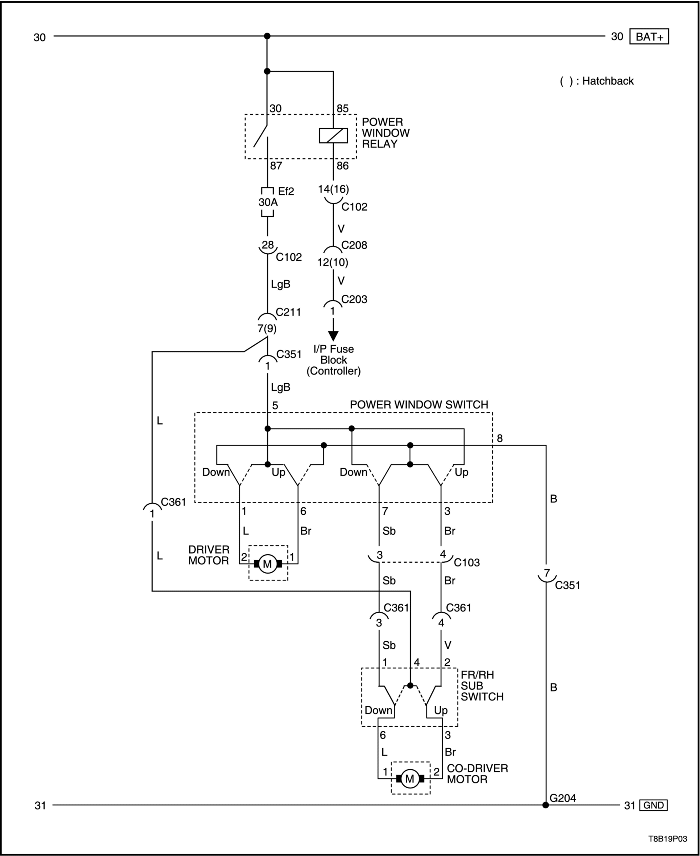 30
30 BAT+
( ) : Hatchback
30 85
POWER
WINDOW
RELAY
87 86
Ef2
30A
14(16)
C102
V
28
C102
C208
12(10)
LgB
V
C211
C203
7(9)
1
C351
1
I/P Fuse
Block
(Controller)
LgB
5
POWER WINDOW SWITCH
L
8
Down Up Down Up
C361
1
1 6 7 3
B
L Br Sb Br
DRIVER
MOTOR
2 M 1
3 4
C103
L
7
C351
Sb Br
C361 C361
3 4
Sb V
1 4 2
FR/RH
SUB
SWITCH
B
Down Up
6 3
L Br
1 M 2
CO-DRIVER
MOTOR
G204
31
31 GND
T8B19P03